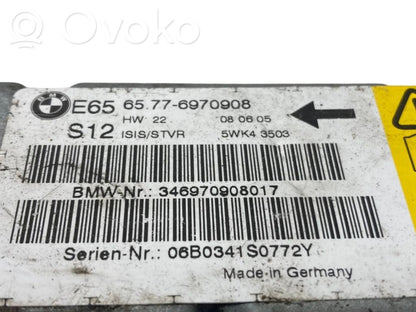 OVOKO
BMW
E65 65.77-6970908
HW 22 08 06 05
S12 ISIS/STVR 5WK4 3503
BMW-Nr.: 346970908017
Serien-Nr.: 06B0341S0772Y
Made in Germany